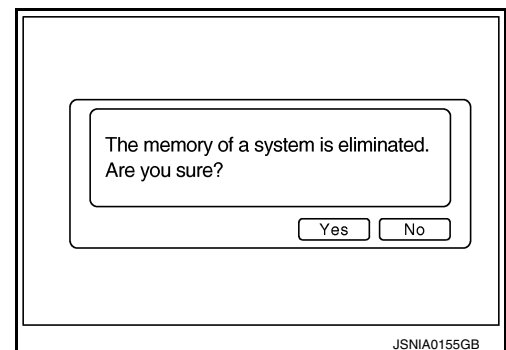 The memory of a system is eliminated.
Are you sure?
Yes No
JSNIA0155GB